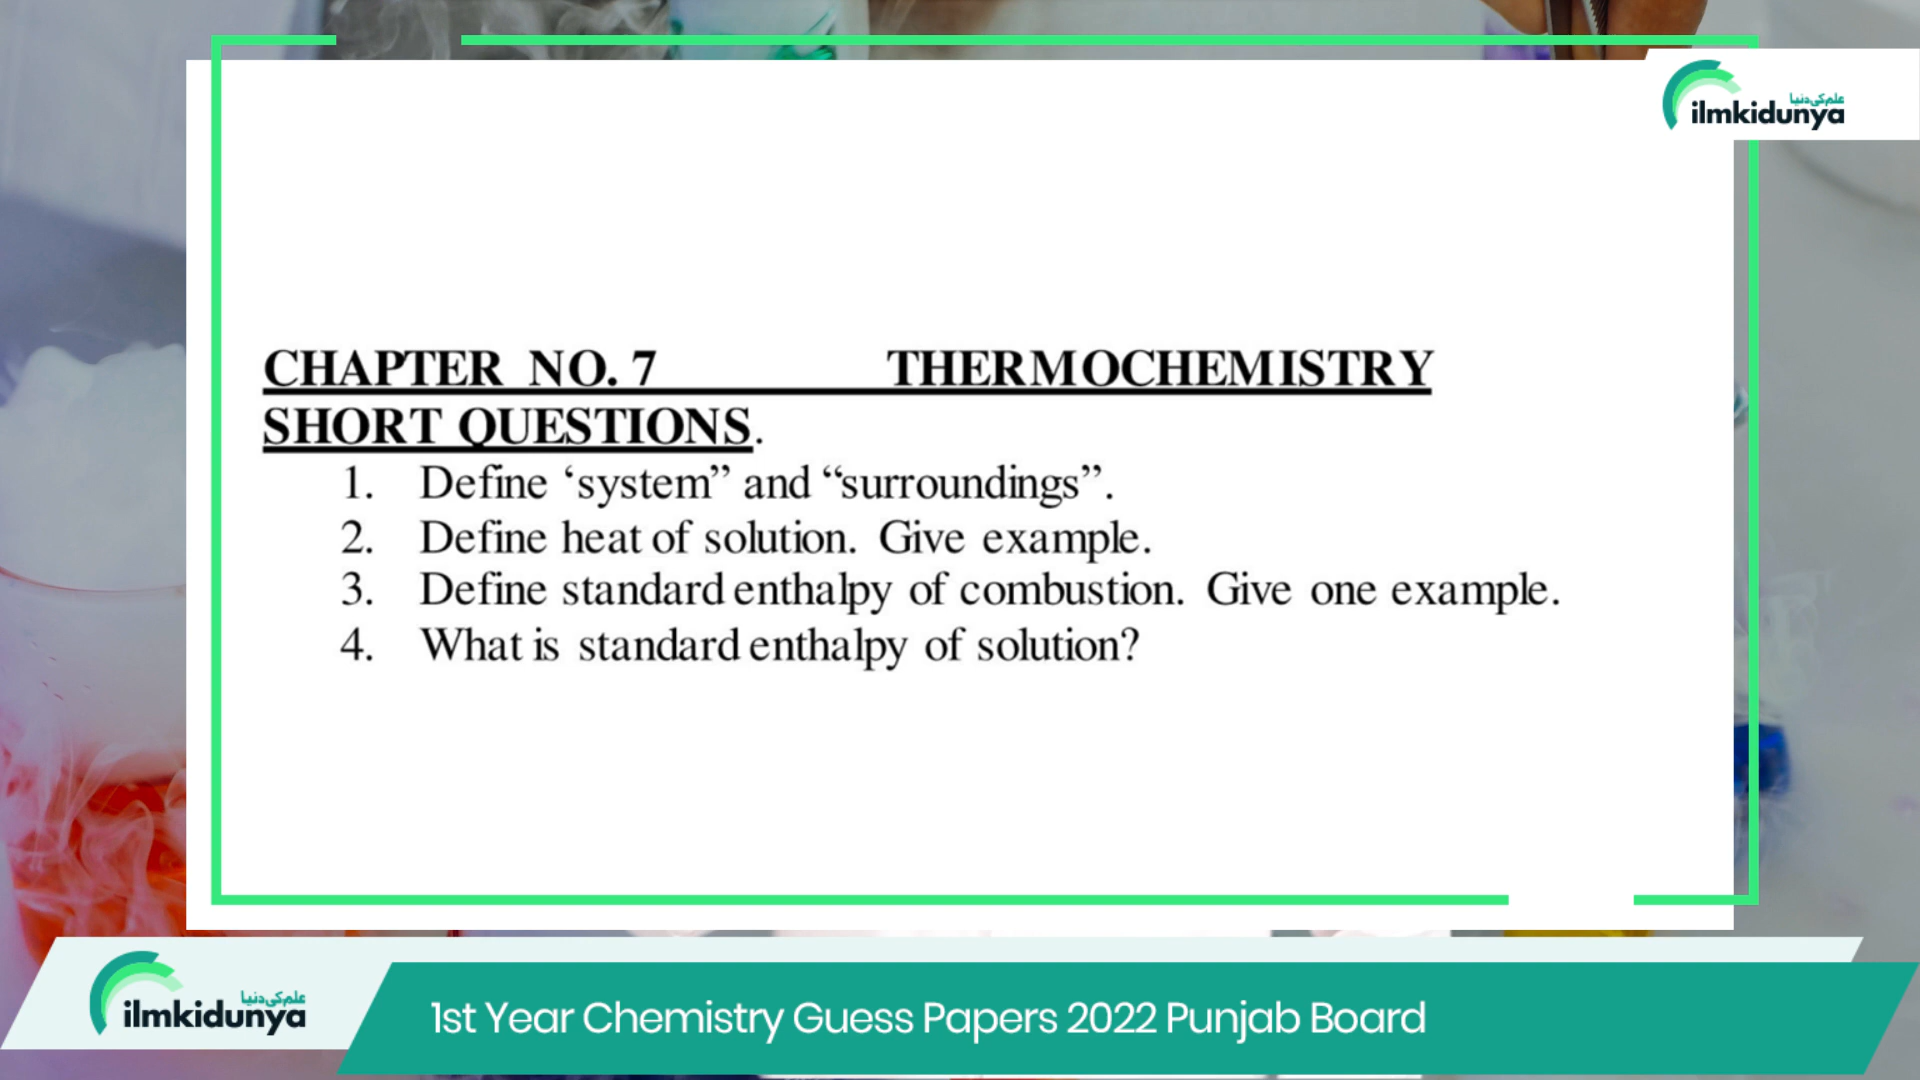 علم کی دنیا
ilmkidunya
CHAPTER NO. 7 THERMOCHEMISTRY
SHORT QUESTIONS.
1. Define ‘system” and “surroundings”.
2. Define heat of solution. Give example.
3. Define standard enthalpy of combustion. Give one example.
4. What is standard enthalpy of solution?
علم کی دنیا
ilmkidunya
1st Year Chemistry Guess Papers 2022 Punjab Board